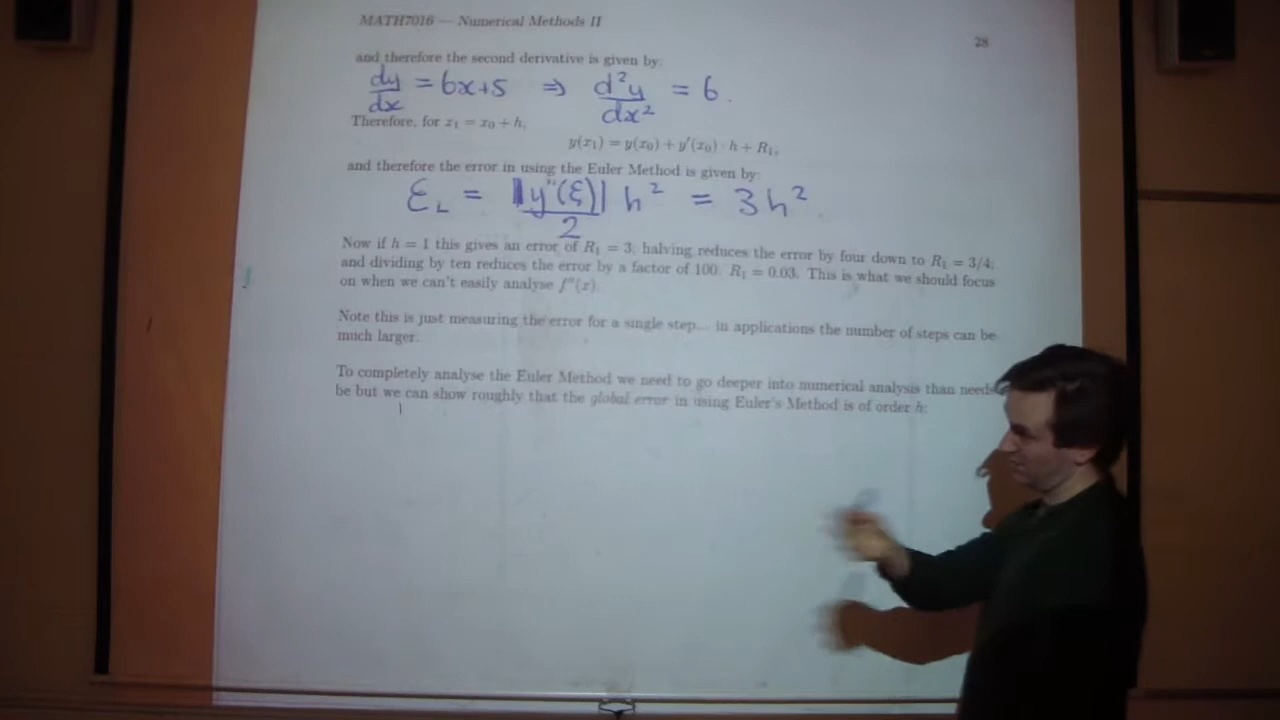 MATH7016 — Numerical Methods II
28
and therefore the second derivative is given by:
dy/dx = 6x+5 ⇒ d²y/dx² = 6.
Therefore, for x₁ = x₀ + h,
y(x₁) = y(x₀) + y′(x₀) · h + R₁,
and therefore the error in using the Euler Method is given by:
ε_L = |y″(ξ)|/2 h² = 3h²
Now if h = 1 this gives an error of R₁ = 3; halving reduces the error by four down to R₁ = 3/4;
and dividing by ten reduces the error by a factor of 100. R₁ = 0.03. This is what we should focus
on when we can't easily analyse f″(x).
Note this is just measuring the error for a single step... in applications the number of steps can be
much larger.
To completely analyse the Euler Method we need to go deeper into numerical analysis than needs
be but we can show roughly that the global error in using Euler's Method is of order h: